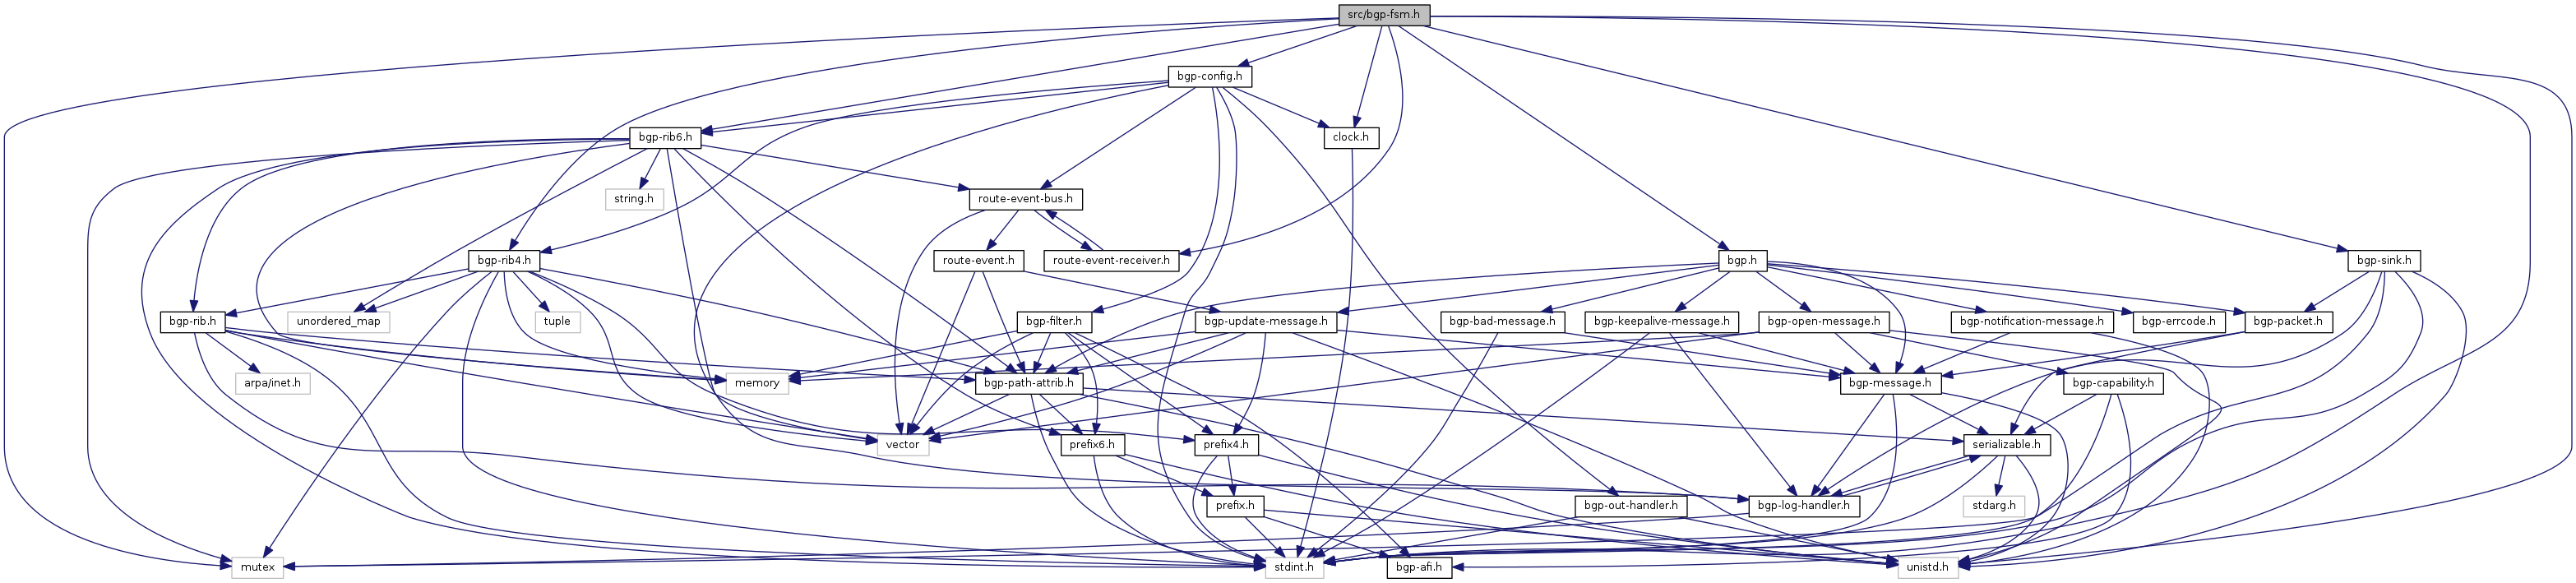 src/bgp-fsm.h
bgp-config.h
bgp-rib6.h
clock.h
string.h
route-event-bus.h
bgp-rib4.h
route-event.h
route-event-receiver.h
bgp.h
bgp-sink.h
bgp-rib.h
unordered_map
tuple
bgp-filter.h
bgp-update-message.h
bgp-bad-message.h
bgp-keepalive-message.h
bgp-open-message.h
bgp-notification-message.h
bgp-errcode.h
bgp-packet.h
arpa/inet.h
memory
bgp-path-attrib.h
bgp-message.h
bgp-capability.h
vector
prefix6.h
prefix4.h
serializable.h
prefix.h
bgp-out-handler.h
bgp-log-handler.h
stdarg.h
mutex
stdint.h
bgp-afi.h
unistd.h